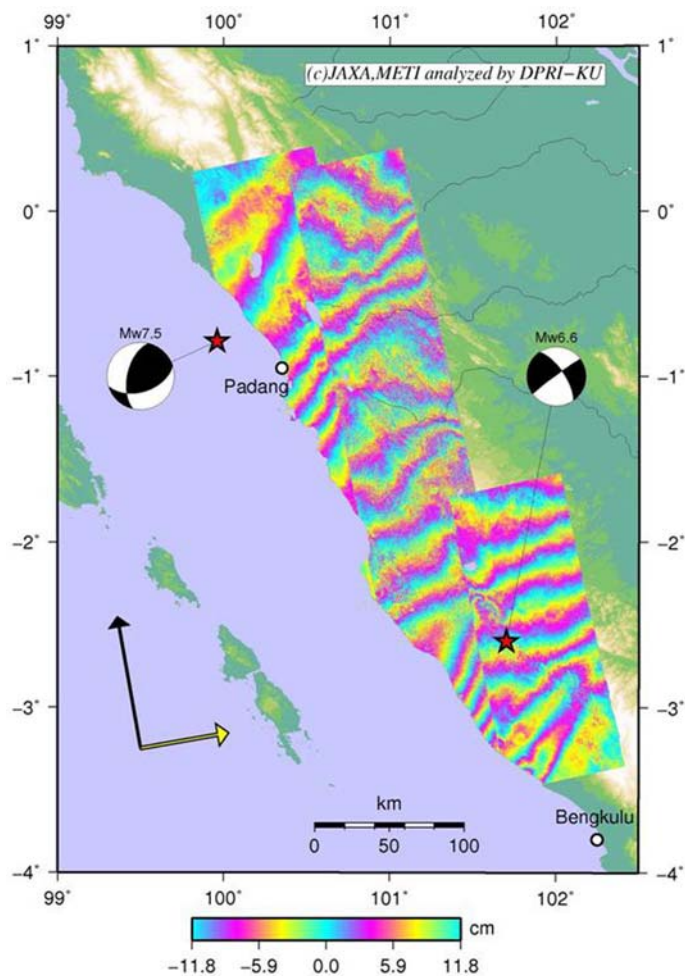 99˚ 100˚ 101˚ 102˚
1˚ 1˚
(c)JAXA,METI analyzed by DPRI−KU
0˚ 0˚
Mw7.5 Mw6.6
−1˚ −1˚
Padang
−2˚ −2˚
−3˚ −3˚
km
Bengkulu
0 50 100
−4˚ −4˚
99˚ 100˚ 101˚ 102˚
cm
−11.8 −5.9 0.0 5.9 11.8